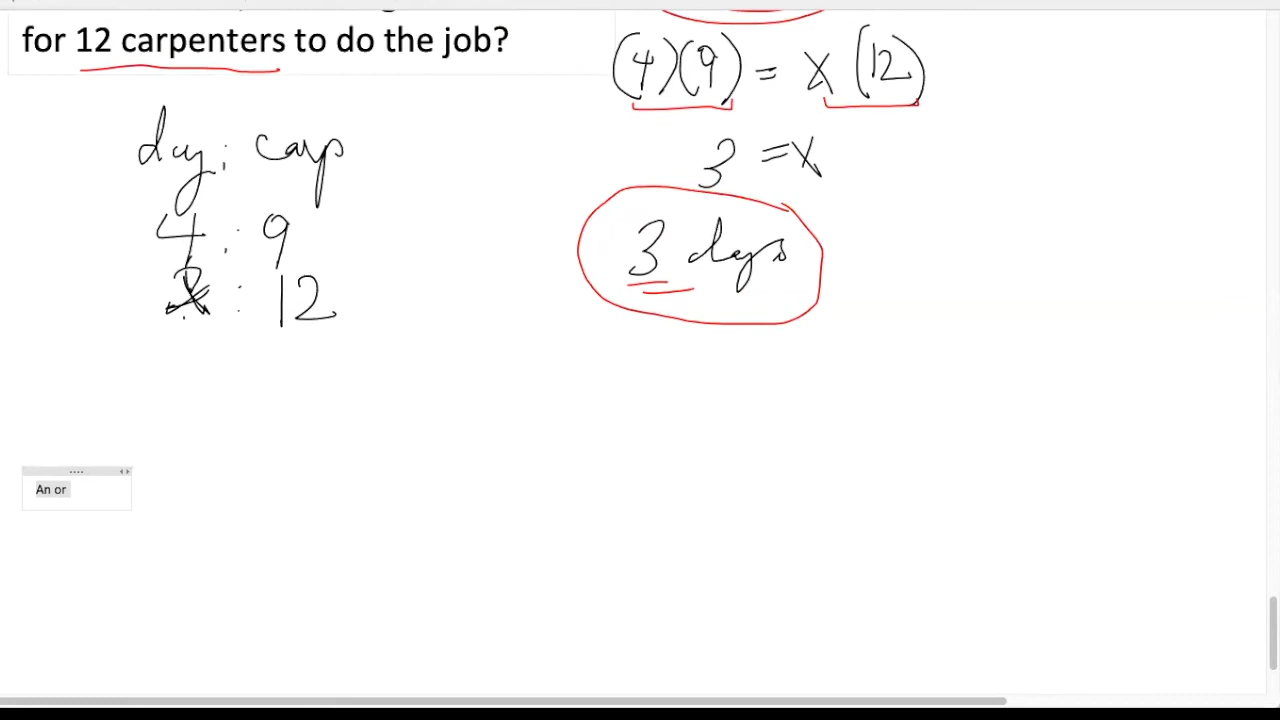 for 12 carpenters to do the job?
(4)(9) = x (12)
day : carp
3 = x
4 : 9
3 days
: 12
An or